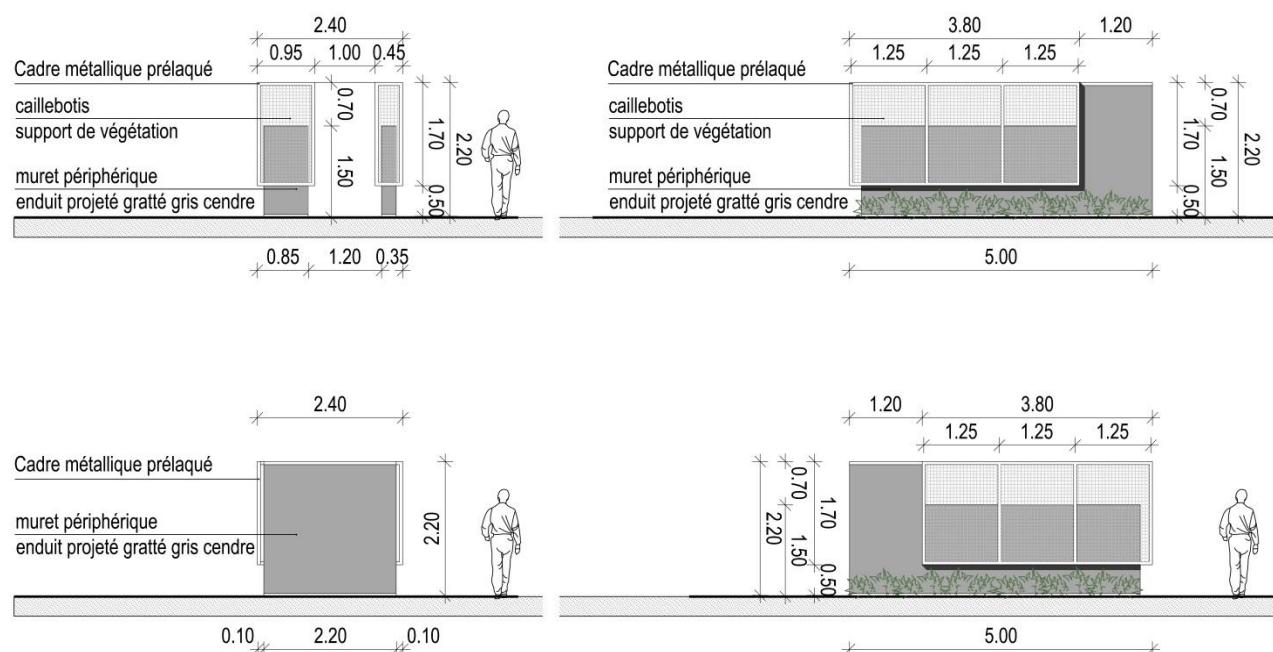 2.40
0.95 1.00 0.45
Cadre métallique prélaqué
caillebotis
support de végétation
muret périphérique
enduit projeté gratté gris cendre
0.70
1.50
1.70
0.50
2.20
0.85 1.20 0.35
3.80 1.20
1.25 1.25 1.25
Cadre métallique prélaqué
caillebotis
support de végétation
muret périphérique
enduit projeté gratté gris cendre
1.70
0.50
0.70
1.50
2.20
5.00
2.40
Cadre métallique prélaqué
muret périphérique
enduit projeté gratté gris cendre
2.20
0.10 2.20 0.10
1.20 3.80
1.25 1.25 1.25
2.20
0.70
1.50
1.70
0.50
5.00